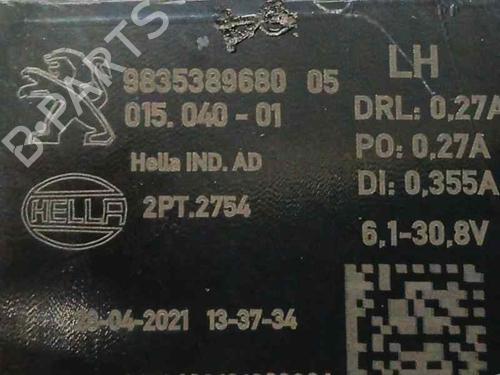 B-PARTS
9835389680 05
LH
015.040-01
DRL: 0,27A
Hella IND. AD
PO: 0,27A
HELLA
2PT.2754
DI: 0,355A
6,1-30,8V
-04-2021 13-37-34